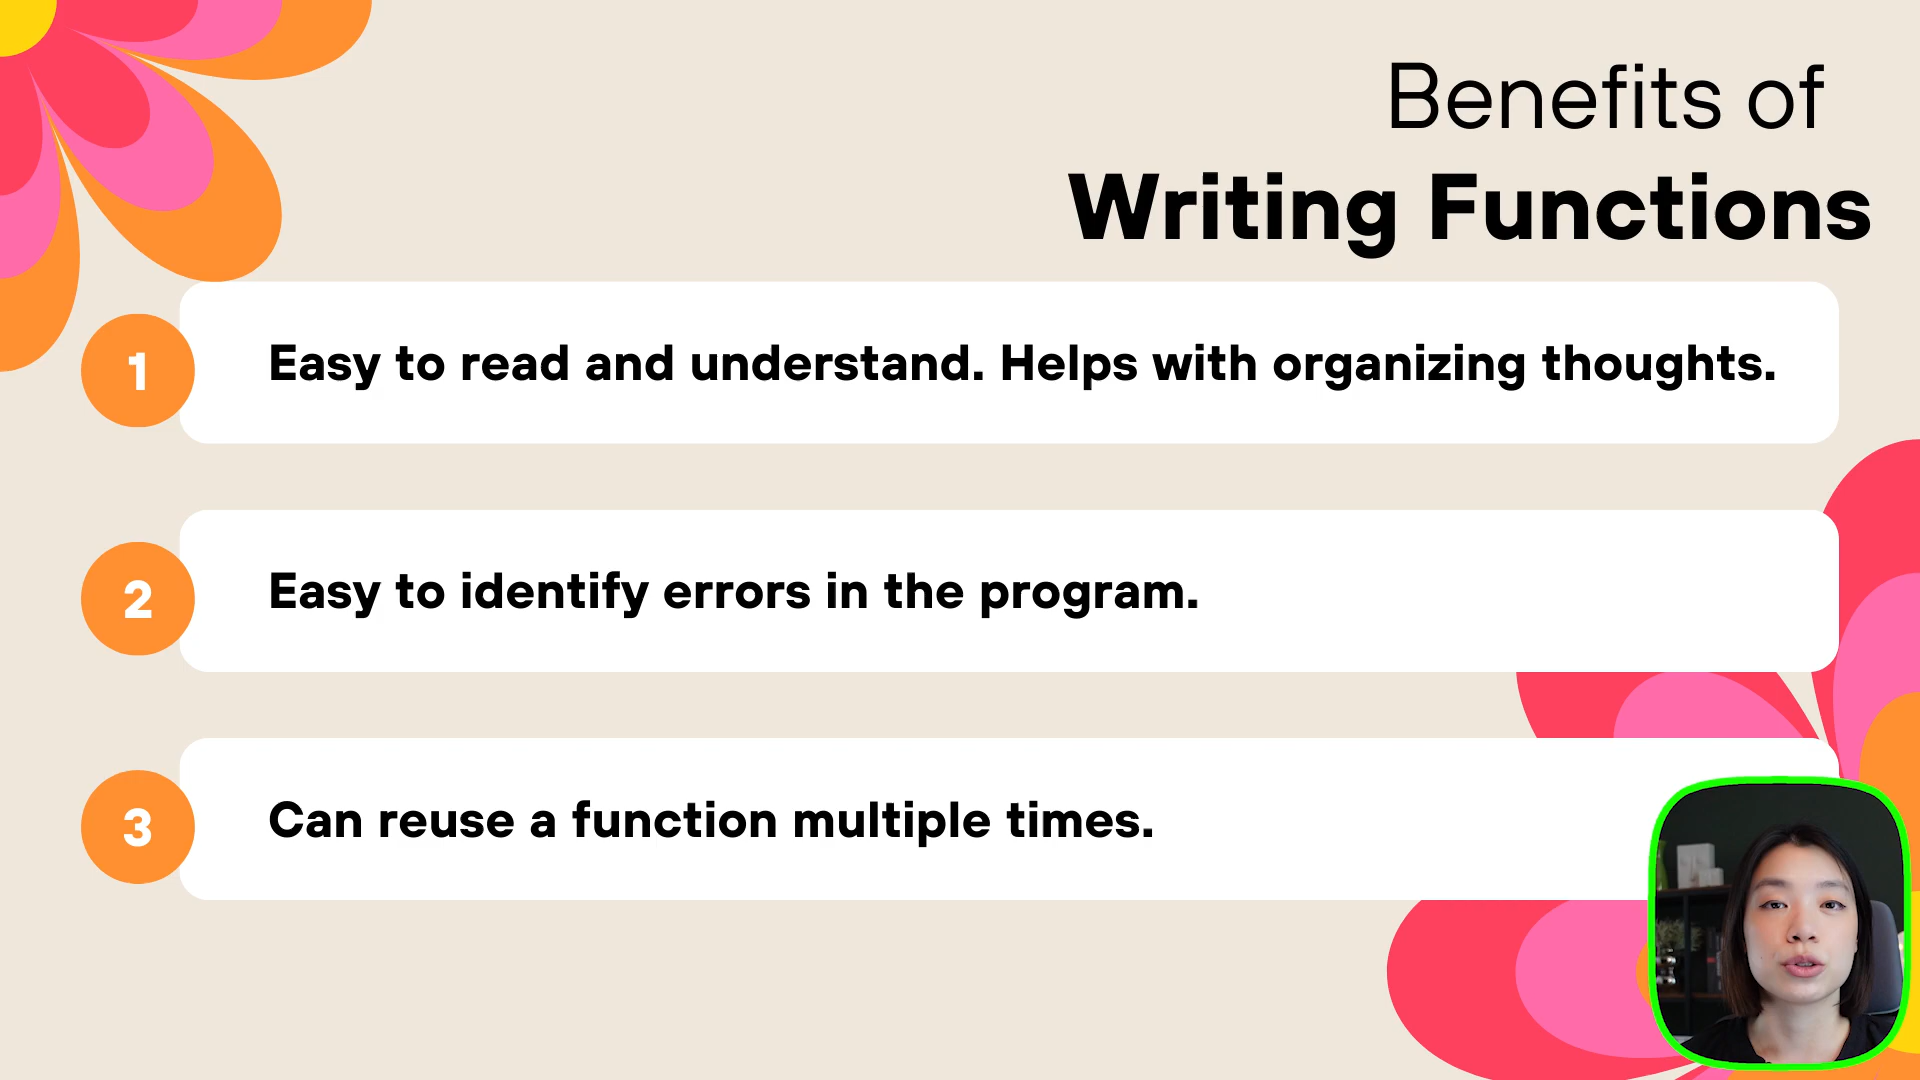 Benefits of
Writing Functions
1
Easy to read and understand. Helps with organizing thoughts.
2
Easy to identify errors in the program.
3
Can reuse a function multiple times.